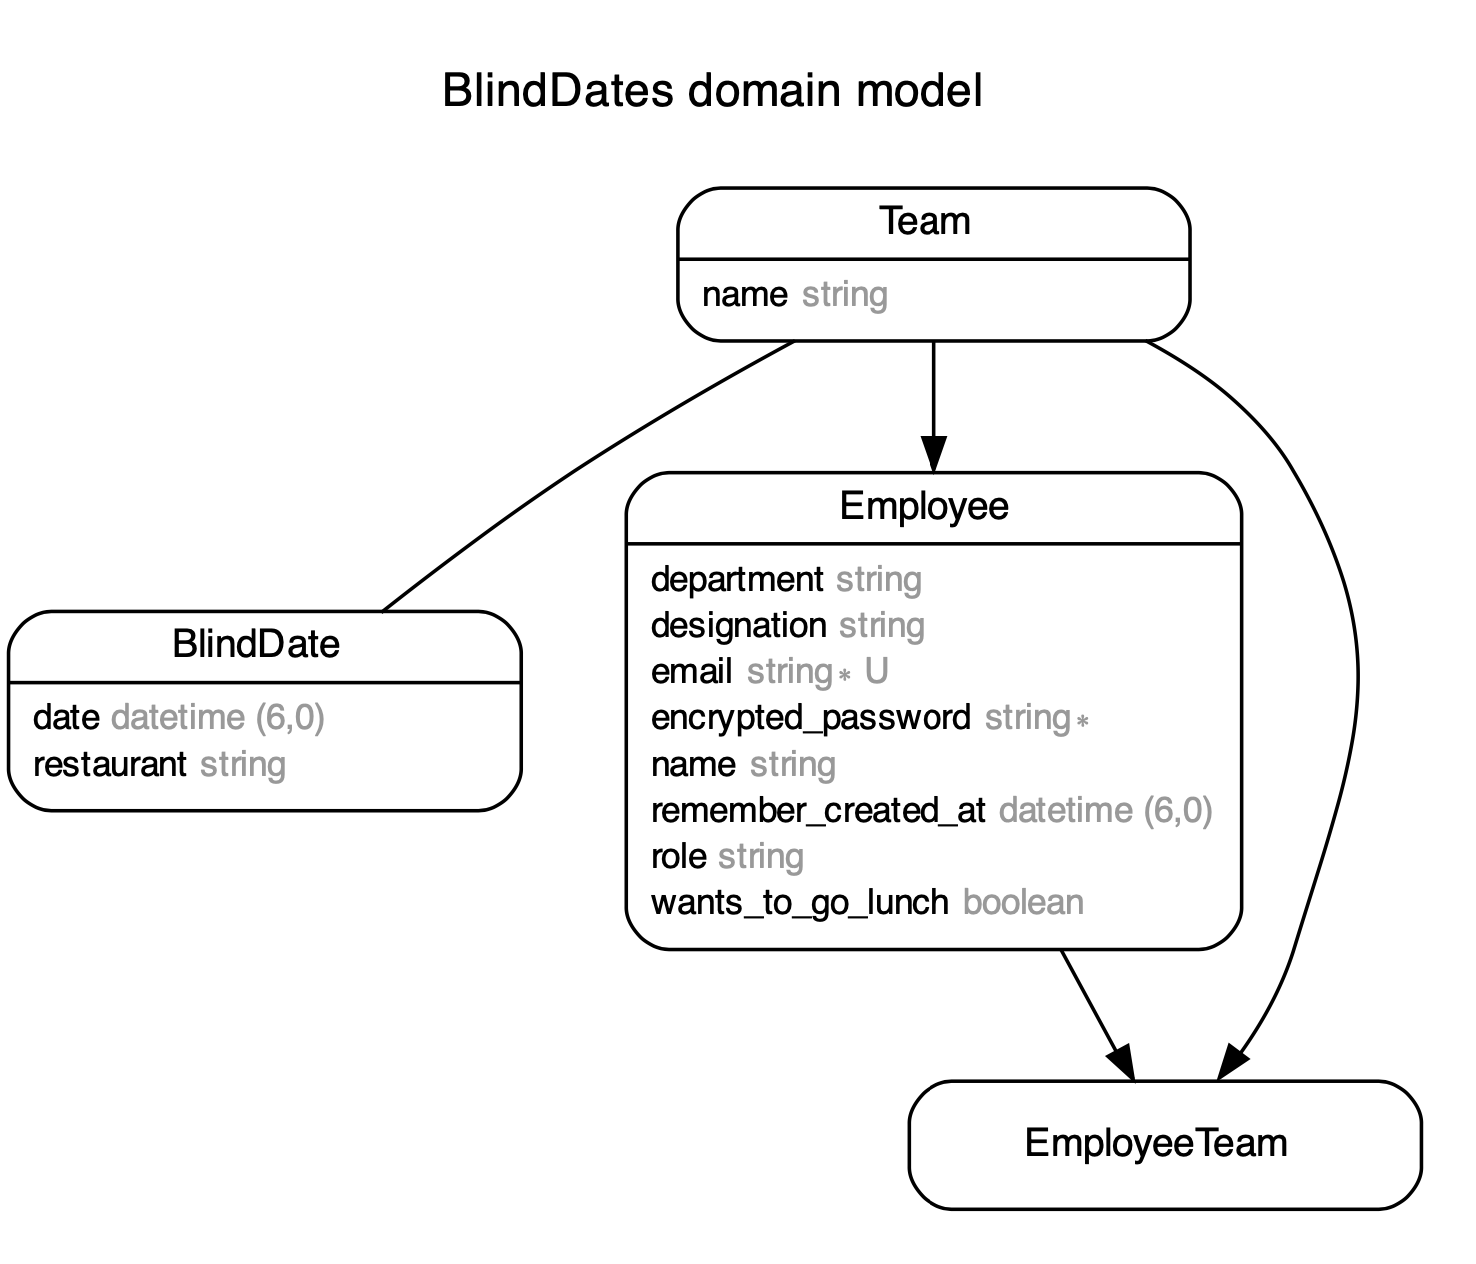 BlindDates domain model
Team
name string
Employee
department string
designation string
email string* U
encrypted_password string*
name string
remember_created_at datetime (6,0)
role string
wants_to_go_lunch boolean
BlindDate
date datetime (6,0)
restaurant string
EmployeeTeam